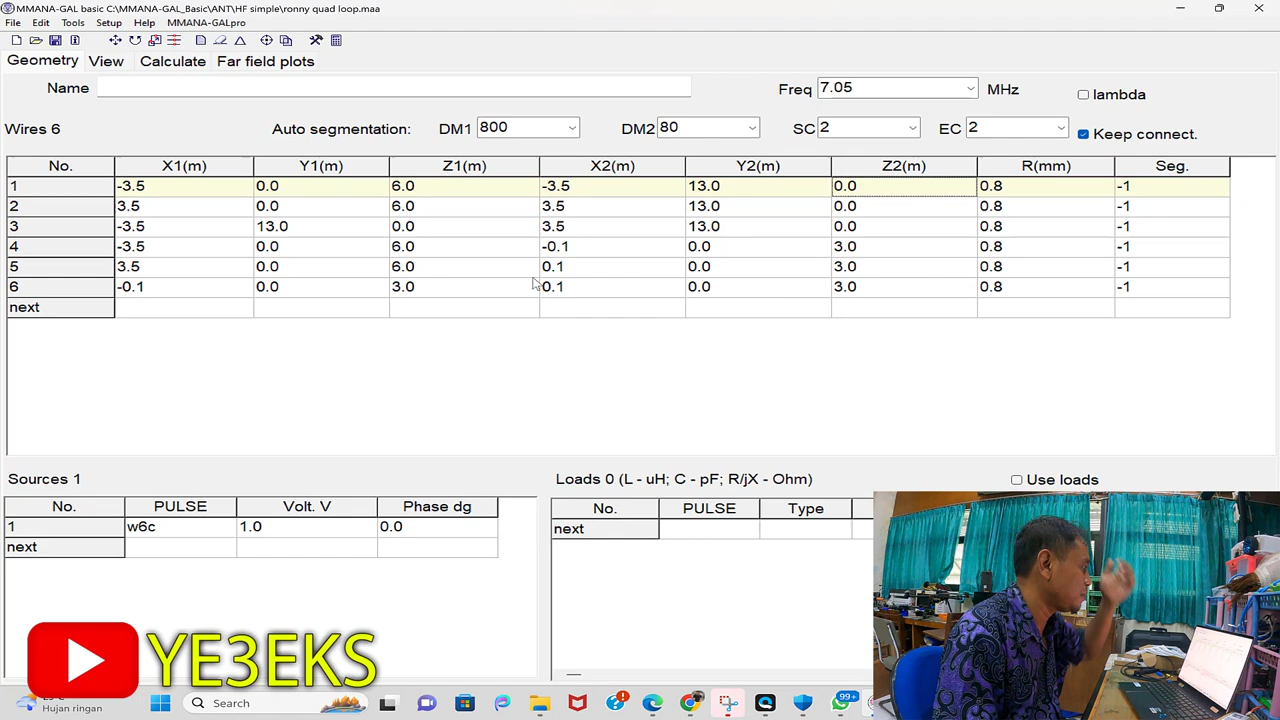 MMANA-GAL basic C:\MMANA-GAL_Basic\ANT\HF simple\ronny quad loop.maa
File Edit Tools Setup Help MMANA-GALpro
Geometry View Calculate Far field plots
Name Freq 7.05 MHz lambda
Wires 6 Auto segmentation: DM1 800 DM2 80 SC 2 EC 2 Keep connect.
No. X1(m) Y1(m) Z1(m) X2(m) Y2(m) Z2(m) R(mm) Seg.
1 -3.5 0.0 6.0 -3.5 13.0 0.0 0.8 -1
2 3.5 0.0 6.0 3.5 13.0 0.0 0.8 -1
3 -3.5 13.0 0.0 3.5 13.0 0.0 0.8 -1
4 -3.5 0.0 6.0 -0.1 0.0 3.0 0.8 -1
5 3.5 0.0 6.0 0.1 0.0 3.0 0.8 -1
6 -0.1 0.0 3.0 0.1 0.0 3.0 0.8 -1
next
Sources 1 Loads 0 (L - uH; C - pF; R/jX - Ohm) Use loads
No. PULSE Volt. V Phase dg No. PULSE Type
1 w6c 1.0 0.0 next
next
YE3EKS
Hujan ringan Search 99+